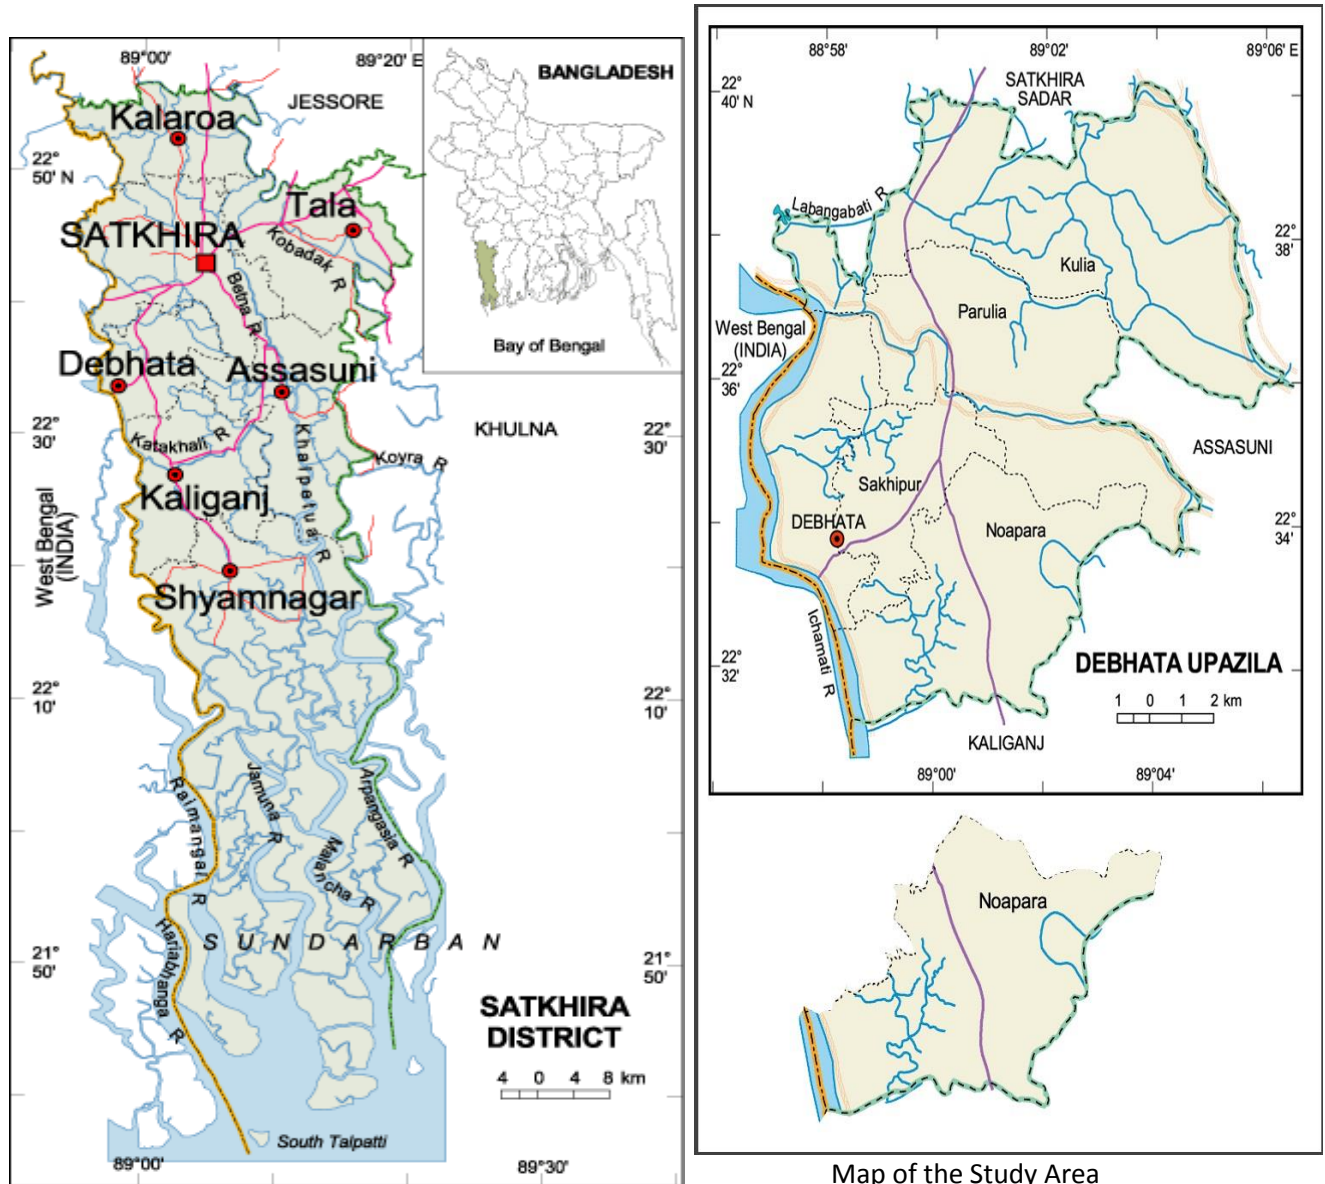 89°00'
89°20' E
BANGLADESH
JESSORE
Kalaroa
22°
50' N
Tala
SATKHIRA
Kobadak R
Betna R
Bay of Bengal
Debhata
Assasuni
22°
30'
Katakhali R
Khalpetua R
KHULNA
22°
30'
Koyra R
Kaliganj
West Bengal
(INDIA)
Shyamnagar
22°
10'
22°
10'
Raimangal R
Jamuna R
Malancha R
Arpangasia R
Hariabhanga R
SUNDARBAN
21°
50'
21°
50'
SATKHIRA
DISTRICT
4 0 4 8 km
South Talpatti
89°00'
89°30'
88°58'
89°02'
89°06' E
22°
40' N
SATKHIRA
SADAR
Labangabati R
22°
38'
Kulia
Parulia
West Bengal
(INDIA)
22°
36'
ASSASUNI
Sakhipur
DEBHATA
Noapara
22°
34'
Ichamati R
22°
32'
DEBHATA UPAZILA
1 0 1 2 km
KALIGANJ
89°00'
89°04'
Noapara
Map of the Study Area